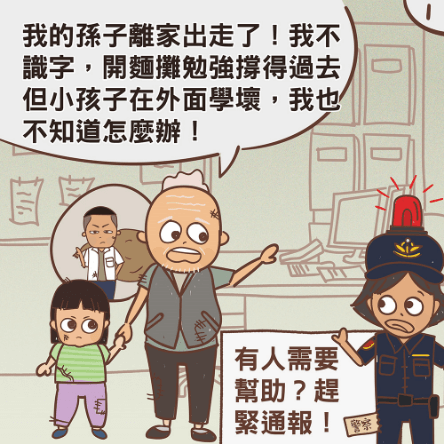 我的孫子離家出走了！我不
識字，開麵攤勉強撐得過去
但小孩子在外面學壞，我也
不知道怎麼辦！
有人需要
幫助？趕
緊通報！
警察